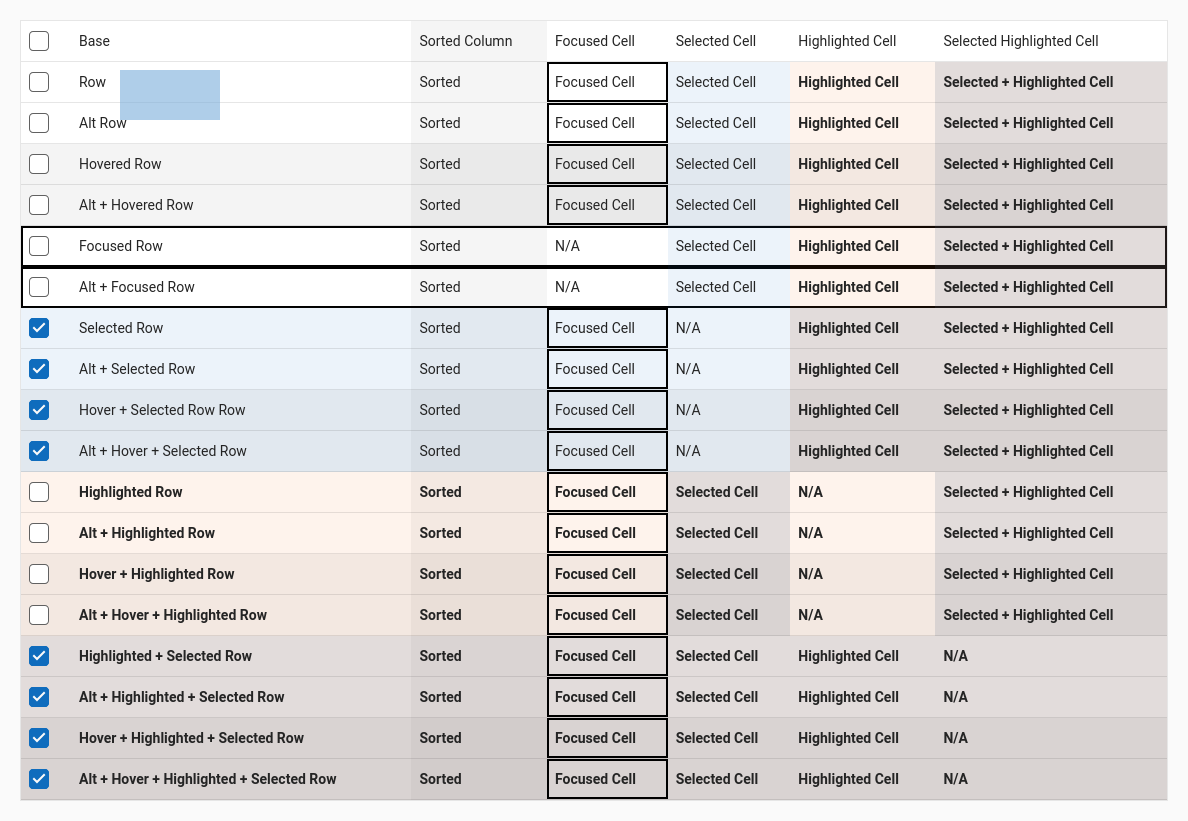 Base Sorted Column Focused Cell Selected Cell Highlighted Cell Selected Highlighted Cell
Row Sorted Focused Cell Selected Cell Highlighted Cell Selected + Highlighted Cell
Alt Row Sorted Focused Cell Selected Cell Highlighted Cell Selected + Highlighted Cell
Hovered Row Sorted Focused Cell Selected Cell Highlighted Cell Selected + Highlighted Cell
Alt + Hovered Row Sorted Focused Cell Selected Cell Highlighted Cell Selected + Highlighted Cell
Focused Row Sorted N/A Selected Cell Highlighted Cell Selected + Highlighted Cell
Alt + Focused Row Sorted N/A Selected Cell Highlighted Cell Selected + Highlighted Cell
Selected Row Sorted Focused Cell N/A Highlighted Cell Selected + Highlighted Cell
Alt + Selected Row Sorted Focused Cell N/A Highlighted Cell Selected + Highlighted Cell
Hover + Selected Row Row Sorted Focused Cell N/A Highlighted Cell Selected + Highlighted Cell
Alt + Hover + Selected Row Sorted Focused Cell N/A Highlighted Cell Selected + Highlighted Cell
Highlighted Row Sorted Focused Cell Selected Cell N/A Selected + Highlighted Cell
Alt + Highlighted Row Sorted Focused Cell Selected Cell N/A Selected + Highlighted Cell
Hover + Highlighted Row Sorted Focused Cell Selected Cell N/A Selected + Highlighted Cell
Alt + Hover + Highlighted Row Sorted Focused Cell Selected Cell N/A Selected + Highlighted Cell
Highlighted + Selected Row Sorted Focused Cell Selected Cell Highlighted Cell N/A
Alt + Highlighted + Selected Row Sorted Focused Cell Selected Cell Highlighted Cell N/A
Hover + Highlighted + Selected Row Sorted Focused Cell Selected Cell Highlighted Cell N/A
Alt + Hover + Highlighted + Selected Row Sorted Focused Cell Selected Cell Highlighted Cell N/A